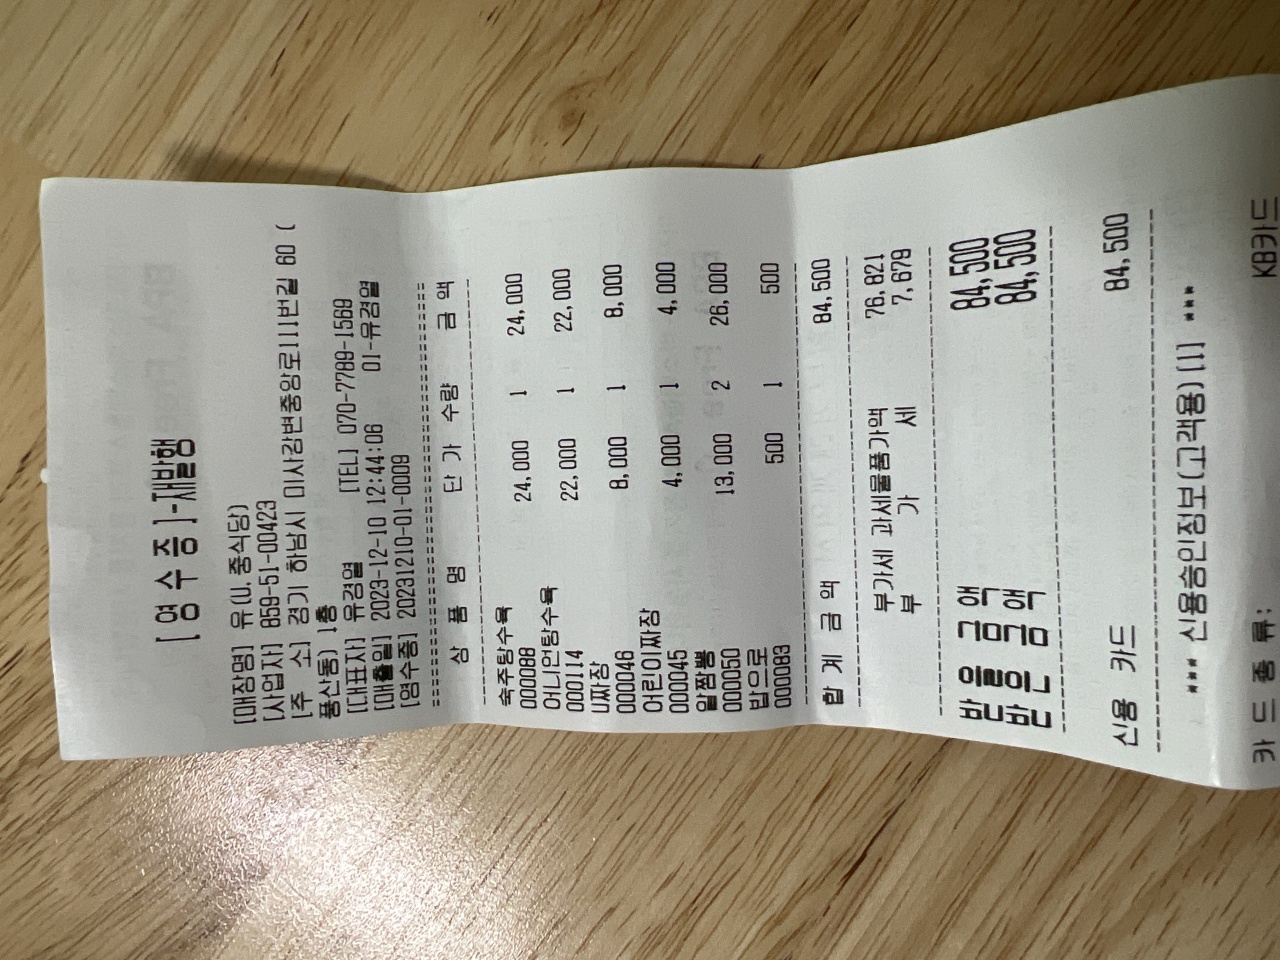 [영 수 증]-재발행
[매장명] 유(U.중식당)
[사업자] 859-51-00423
[주 소] 경기 하남시 미사강변중앙로111번길 60 (
풍산동) 1층
[대표자] 유경열 [TEL] 070-7789-1569
[매출일] 2023-12-10 12:44:06 01-유경열
[영수증] 20231210-01-0009
상 품 명 단 가 수량 금 액
숙주탕수육
000088 24,000 1 24,000
어니언탕수육
000114 22,000 1 22,000
U짜장
000046 8,000 1 8,000
어린이짜장
000045 4,000 1 4,000
알짬뽕
000050 13,000 2 26,000
밥으로
000083 500 1 500
합 계 금 액 84,500
부가세 과세물품가액 76,821
부 가 세 7,679
받을금액 84,500
받은금액 84,500
신용 카드 84,500
*** 신용승인정보(고객용) [1] ***
카 드 종 류: KB카드